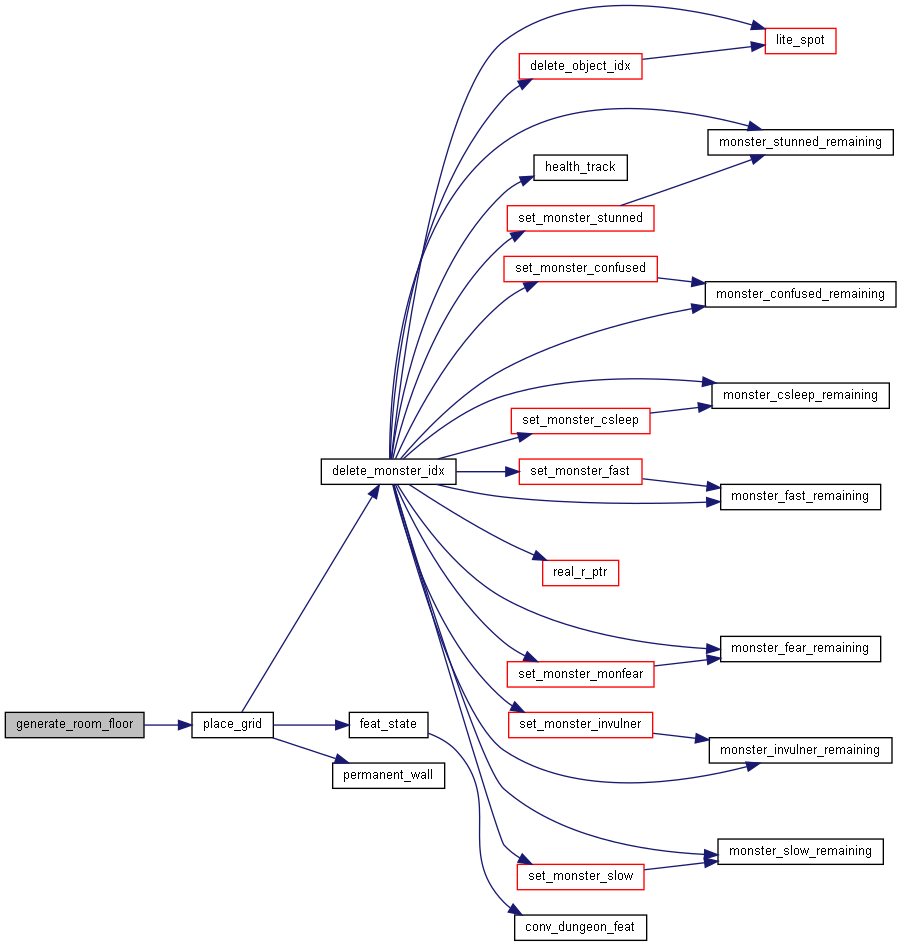 lite_spot
delete_object_idx
monster_stunned_remaining
health_track
set_monster_stunned
set_monster_confused
monster_confused_remaining
monster_csleep_remaining
set_monster_csleep
delete_monster_idx
set_monster_fast
monster_fast_remaining
real_r_ptr
monster_fear_remaining
set_monster_monfear
generate_room_floor
place_grid
feat_state
set_monster_invulner
monster_invulner_remaining
permanent_wall
monster_slow_remaining
set_monster_slow
conv_dungeon_feat